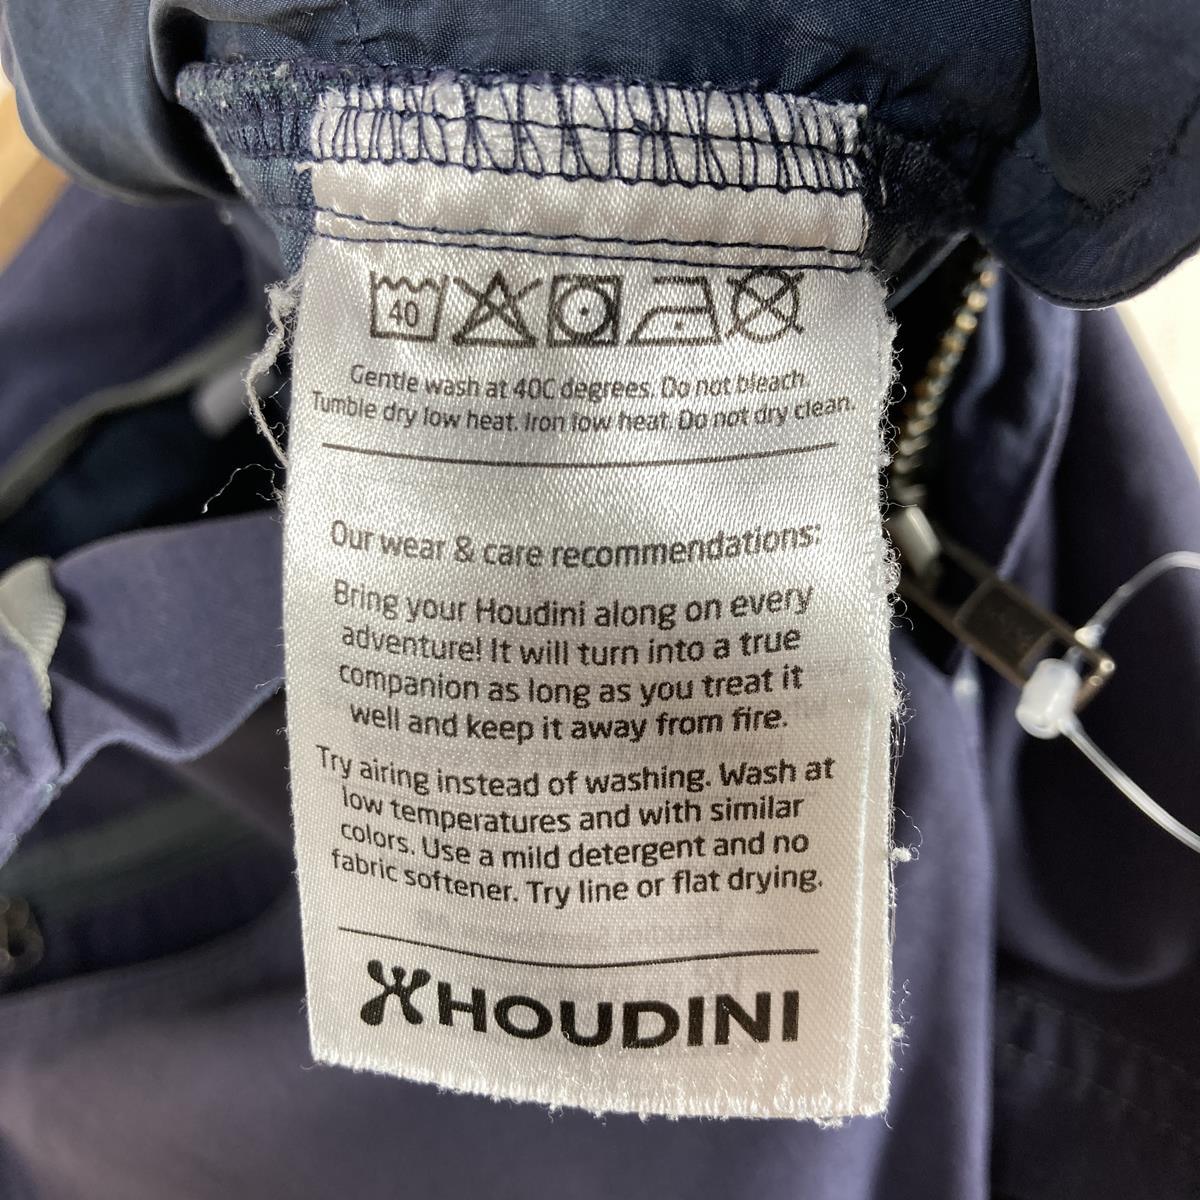 40
Gentle wash at 40C degrees. Do not bleach.
Tumble dry low heat. Iron low heat. Do not dry clean.
Our wear & care recommendations:
Bring your Houdini along on every
adventure! It will turn into a true
companion as long as you treat it
well and keep it away from fire.
Try airing instead of washing. Wash at
low temperatures and with similar
colors. Use a mild detergent and no
fabric softener. Try line or flat drying.
HOUDINI